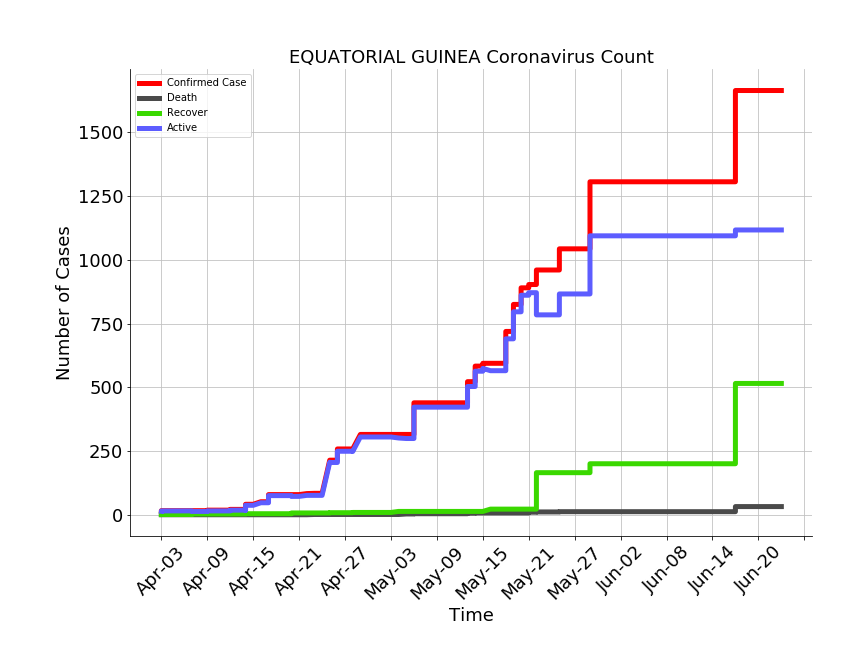 EQUATORIAL GUINEA Coronavirus Count
Confirmed Case
Death
Recover
Active
1500
1250
1000
750
500
250
0
Number of Cases
Apr-03
Apr-09
Apr-15
Apr-21
Apr-27
May-03
May-09
May-15
May-21
May-27
Jun-02
Jun-08
Jun-14
Jun-20
Time